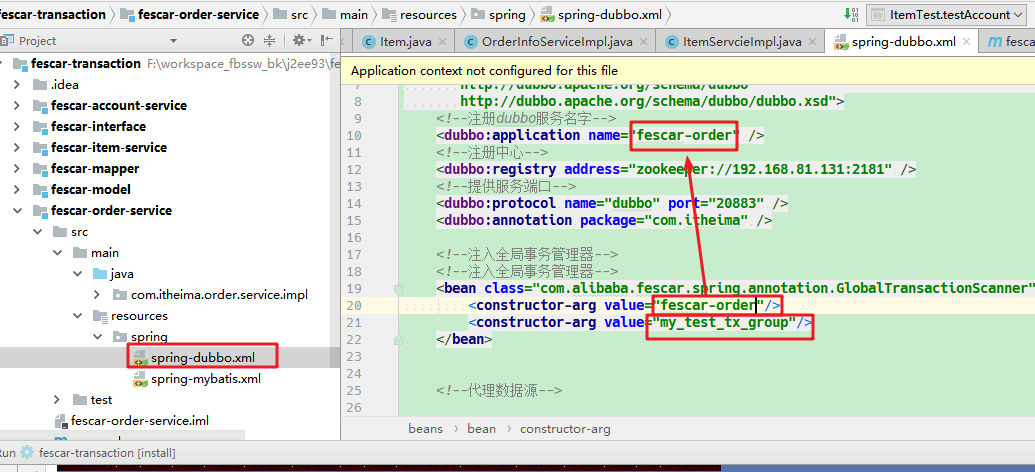 fescar-transaction fescar-order-service src main resources spring spring-dubbo.xml ItemTest.testAccount
Project Item.java OrderInfoServiceImpl.java ItemServcieImpl.java spring-dubbo.xml fescar
fescar-transaction F:\workspace_fbssw_bk\j2ee93\fe
Application context not configured for this file
.idea
fescar-account-service
fescar-interface
fescar-item-service
fescar-mapper
fescar-model
fescar-order-service
src
main
java
com.itheima.order.service.impl
resources
spring
spring-dubbo.xml
spring-mybatis.xml
test
fescar-order-service.iml
7 http://dubbo.apache.org/schema/dubbo
8 http://dubbo.apache.org/schema/dubbo/dubbo.xsd">
9 <!--注册dubbo服务名字-->
10 <dubbo:application name="fescar-order" />
11 <!--注册中心-->
12 <dubbo:registry address="zookeeper://192.168.81.131:2181" />
13 <!--提供服务端口-->
14 <dubbo:protocol name="dubbo" port="20883" />
15 <dubbo:annotation package="com.itheima" />
16
17 <!--注入全局事务管理器-->
18 <!--注入全局事务管理器-->
19 <bean class="com.alibaba.fescar.spring.annotation.GlobalTransactionScanner"
20 <constructor-arg value="fescar-order"/>
21 <constructor-arg value="my_test_tx_group"/>
22 </bean>
23
24
25 <!--代理数据源-->
26
beans bean constructor-arg
Run fescar-transaction [install]